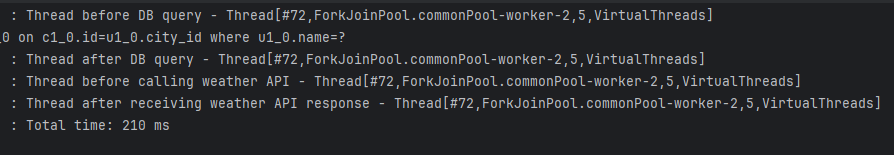 : Thread before DB query - Thread[#72,ForkJoinPool.commonPool-worker-2,5,VirtualThreads]
_0 on c1_0.id=u1_0.city_id where u1_0.name=?
: Thread after DB query - Thread[#72,ForkJoinPool.commonPool-worker-2,5,VirtualThreads]
: Thread before calling weather API - Thread[#72,ForkJoinPool.commonPool-worker-2,5,VirtualThreads]
: Thread after receiving weather API response - Thread[#72,ForkJoinPool.commonPool-worker-2,5,VirtualThreads]
: Total time: 210 ms